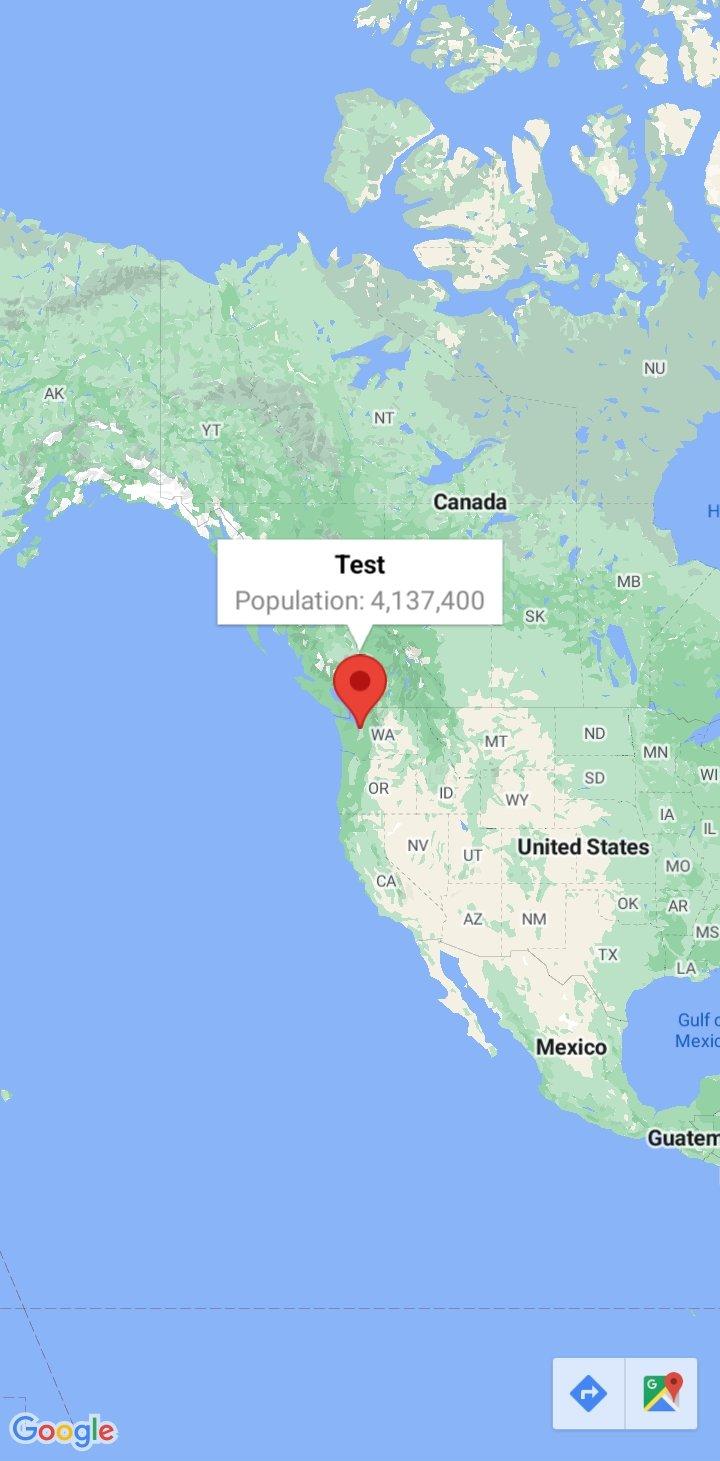 AK
NU
NT
YT
Canada
H
Test
Population: 4,137,400
MB
SK
WA
MT
ND
MN
OR
ID
WY
SD
WI
IA
IL
NV
UT
United States
MO
CA
AZ
NM
OK
AR
TX
MS
LA
Gulf o
Mexic
Mexico
Guatem
G
Google